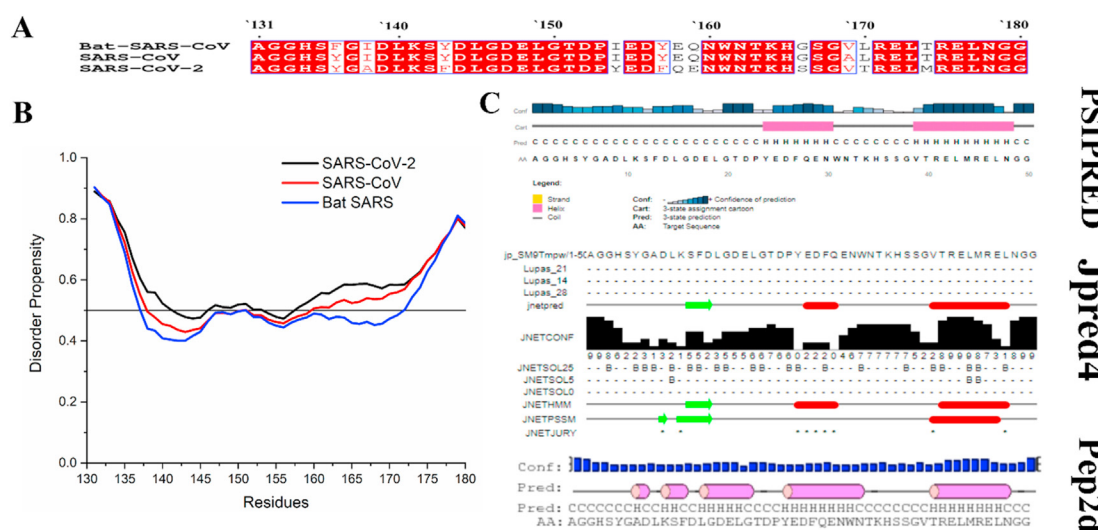 A
`131 `140 `150 `160 `170 `180
Bat-SARS-CoV AGGHSFGIDLKSYDLGDELGTDPIEDYEQNWNTKHGSGVLRELTRELNGG
SARS-CoV AGGHSYGIDLKSYDLGDELGTDPIEDYEQNWNTKHGSGALRELTRELNGG
SARS-CoV-2 AGGHSYGADLKSFDLGDELGTDPYEDFQENWNTKHSSGVTRELMRELNGG
B
SARS-CoV-2
SARS-CoV
Bat SARS
Disorder Propensity
1.0
0.8
0.6
0.4
0.2
0.0
130 135 140 145 150 155 160 165 170 175 180
Residues
C
Conf
Cart
Pred CCCCCCCCCCCCCCCCCCCCCCCHHHHHHHCCCCCCCCHHHHHHHHHHCC
AA AGGHSYGADLKSFDLGDELGTDPYEDFQENWNTKHSSGVTRELMRELNGG
10 20 30 40 50
Legend:
Strand
Helix
Coil
Conf: - + Confidence of prediction
Cart: 3-state assignment cartoon
Pred: 3-state prediction
AA: Target Sequence
PSIPRED
jp_SM9Tmpw/1-50 AGGHSYGADLKSFDLGDELGTDPYEDFQENWNTKHSSGVTRELMRELNGG
Lupas_21
Lupas_14
Lupas_28
jnetpred
JNETCONF
JNETSOL25
JNETSOL5
JNETSOL0
JNETHMM
JNETPSSM
JNETJURY
Jpred4
Conf:
Pred:
Pred:
AA: AGGHSYGADLKSFDLGDELGTDPYEDFQENWNTKHSSGVTRELMRELNGG
Pep2d